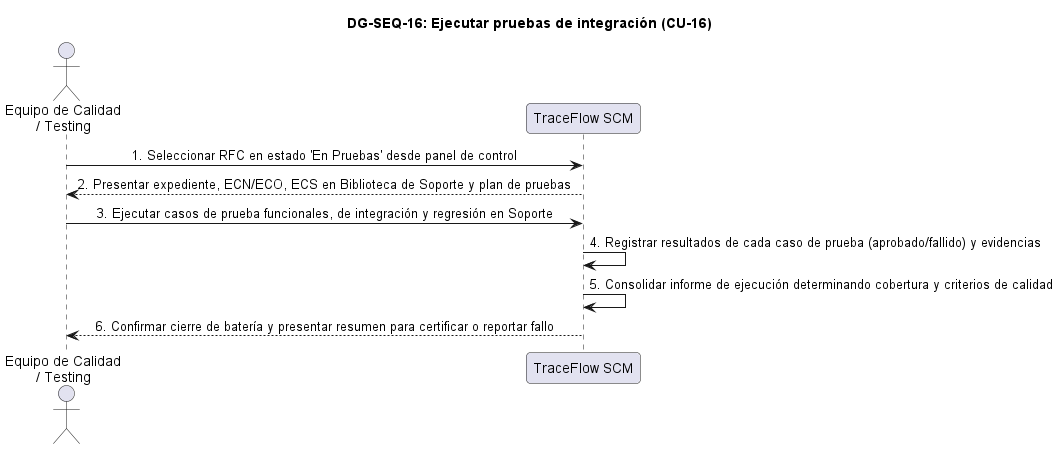 DG-SEQ-16: Ejecutar pruebas de integración (CU-16)
Equipo de Calidad
/ Testing
TraceFlow SCM
1. Seleccionar RFC en estado 'En Pruebas' desde panel de control
2. Presentar expediente, ECN/ECO, ECS en Biblioteca de Soporte y plan de pruebas
3. Ejecutar casos de prueba funcionales, de integración y regresión en Soporte
4. Registrar resultados de cada caso de prueba (aprobado/fallido) y evidencias
5. Consolidar informe de ejecución determinando cobertura y criterios de calidad
6. Confirmar cierre de batería y presentar resumen para certificar o reportar fallo
Equipo de Calidad
/ Testing
TraceFlow SCM